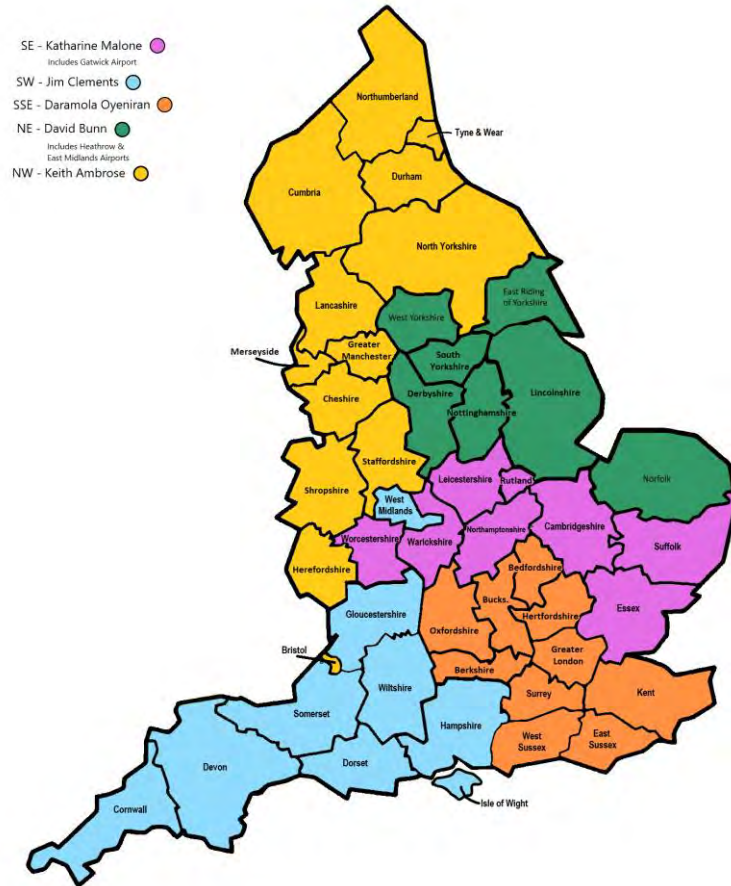 SE - Katharine Malone
Includes Gatwick Airport
SW - Jim Clements
SSE - Daramola Oyeniran
NE - David Bunn
Includes Heathrow &
East Midlands Airports
NW - Keith Ambrose
Northumberland
Tyne & Wear
Durham
Cumbria
North Yorkshire
East Riding
of Yorkshire
Lancashire
West Yorkshire
Greater
Manchester
Merseyside
South
Yorkshire
Cheshire
Derbyshire
Nottinghamshire
Lincolnshire
Staffordshire
Shropshire
Leicestershire
Rutland
Norfolk
West
Midlands
Worcestershire
Warickshire
Northamptonshire
Cambridgeshire
Suffolk
Herefordshire
Bedfordshire
Bucks.
Essex
Gloucestershire
Oxfordshire
Hertfordshire
Greater
London
Bristol
Berkshire
Wiltshire
Surrey
Kent
Somerset
Hampshire
West
Sussex
East
Sussex
Devon
Dorset
Cornwall
Isle of Wight